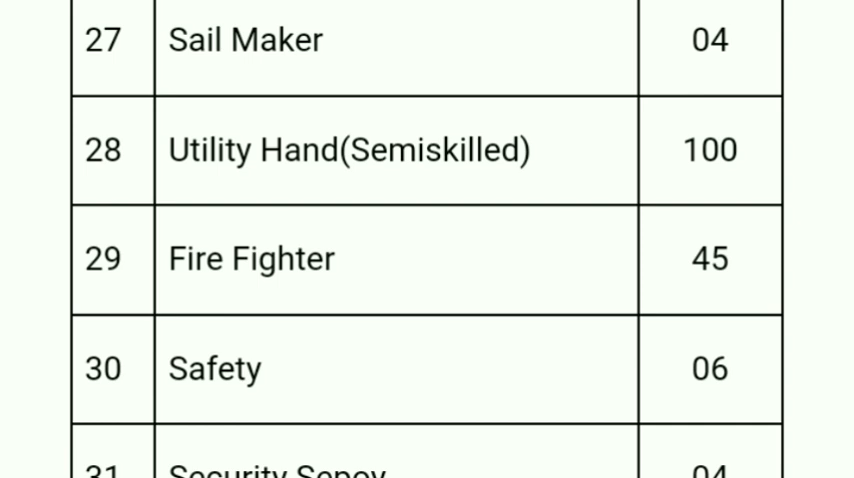 27 Sail Maker 04
28 Utility Hand(Semiskilled) 100
29 Fire Fighter 45
30 Safety 06
31 Security Sepoy 04